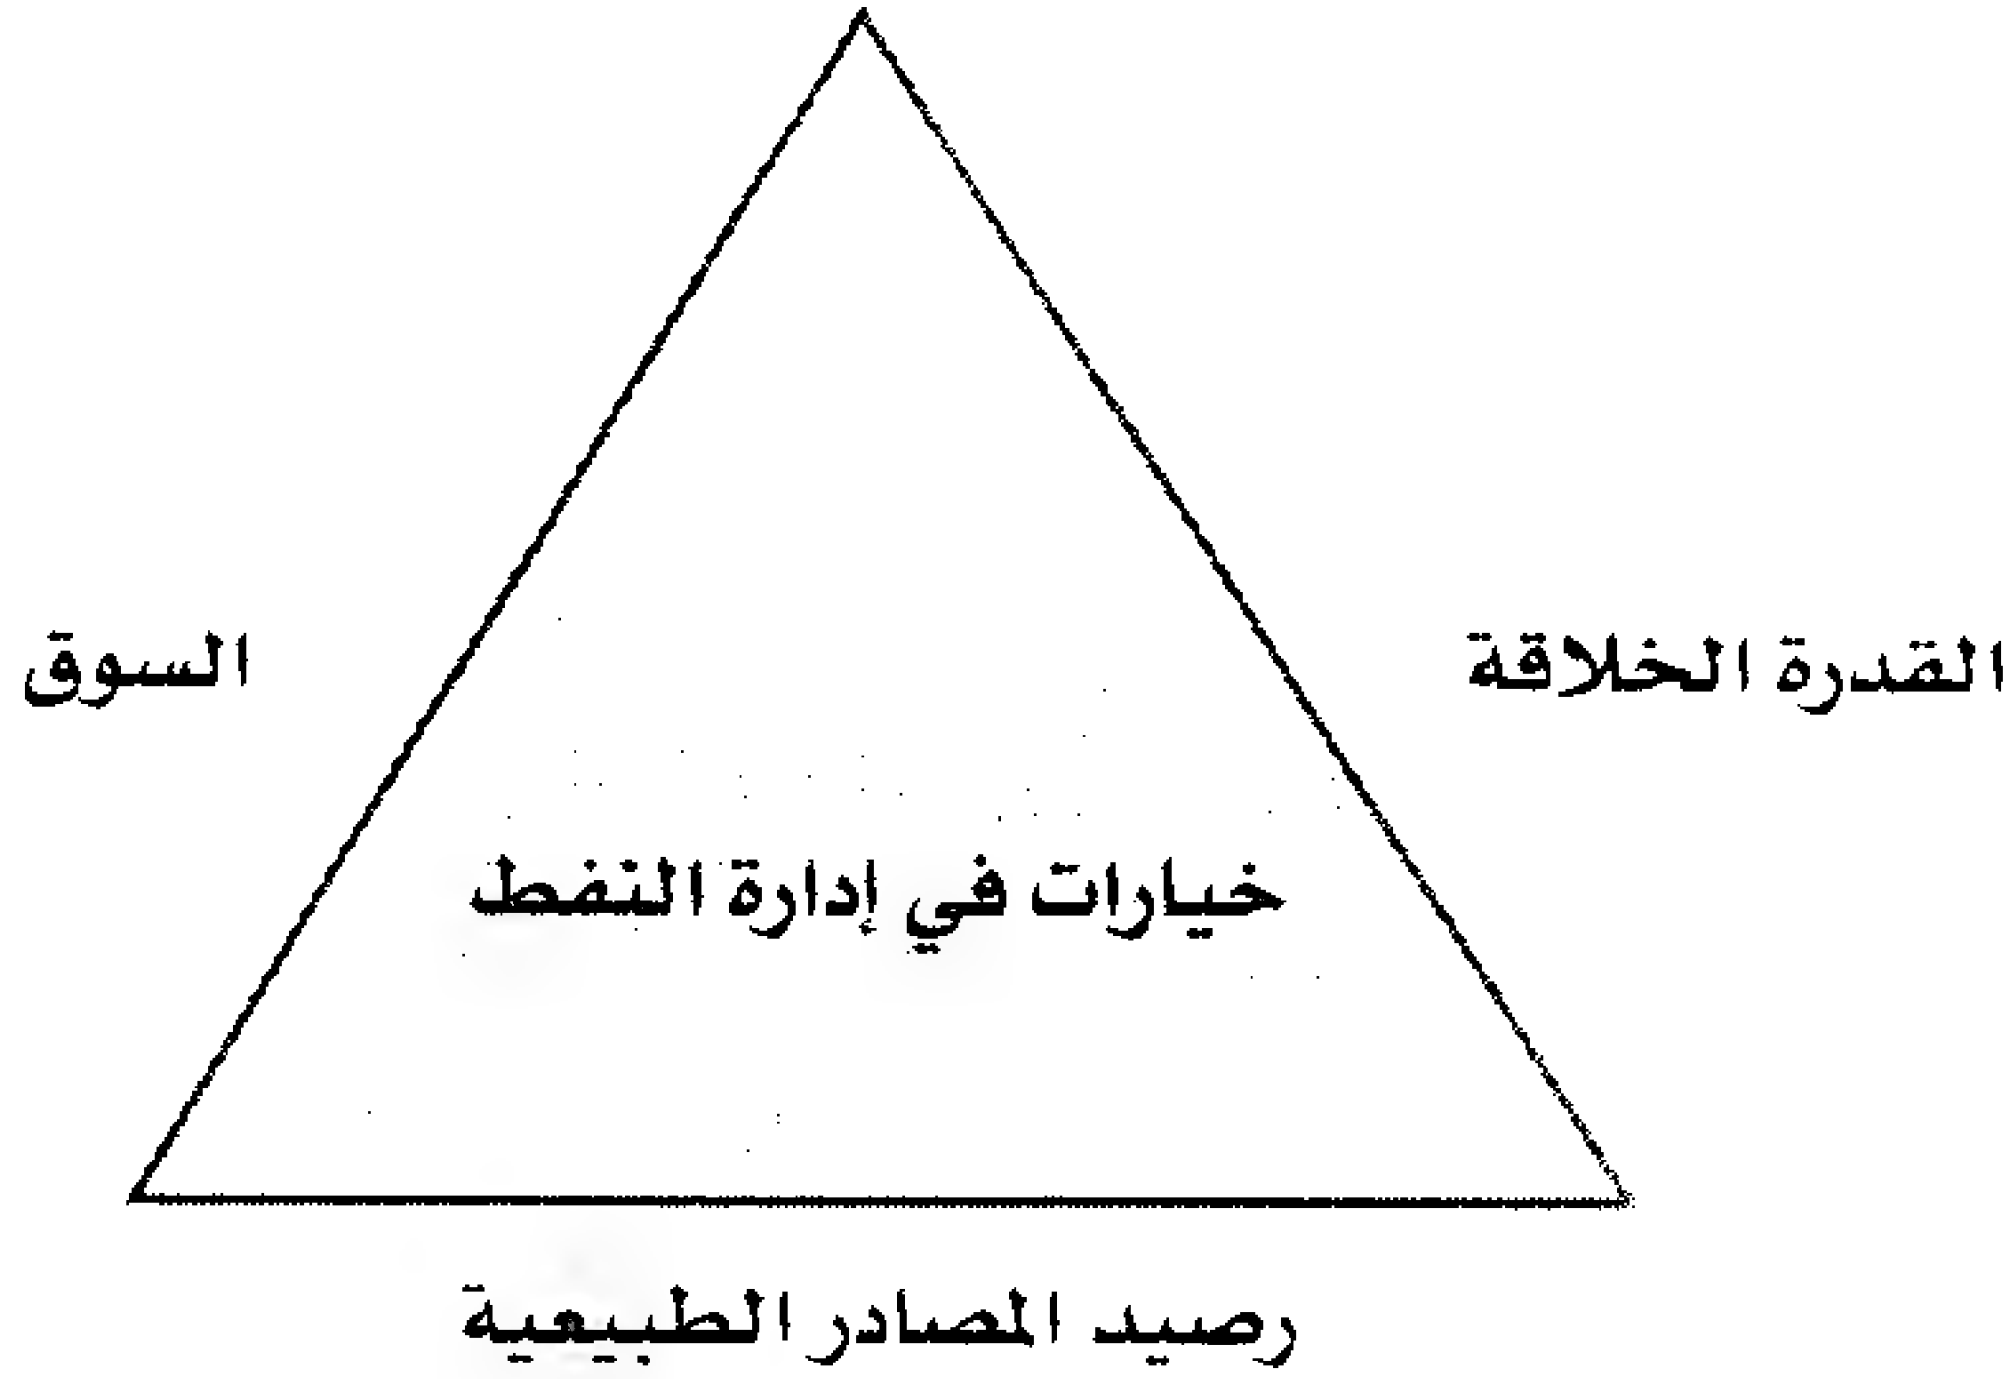 القدرة الخلاقة
السوق
خيارات في إدارة النفط
رصيد المصادر الطبيعية